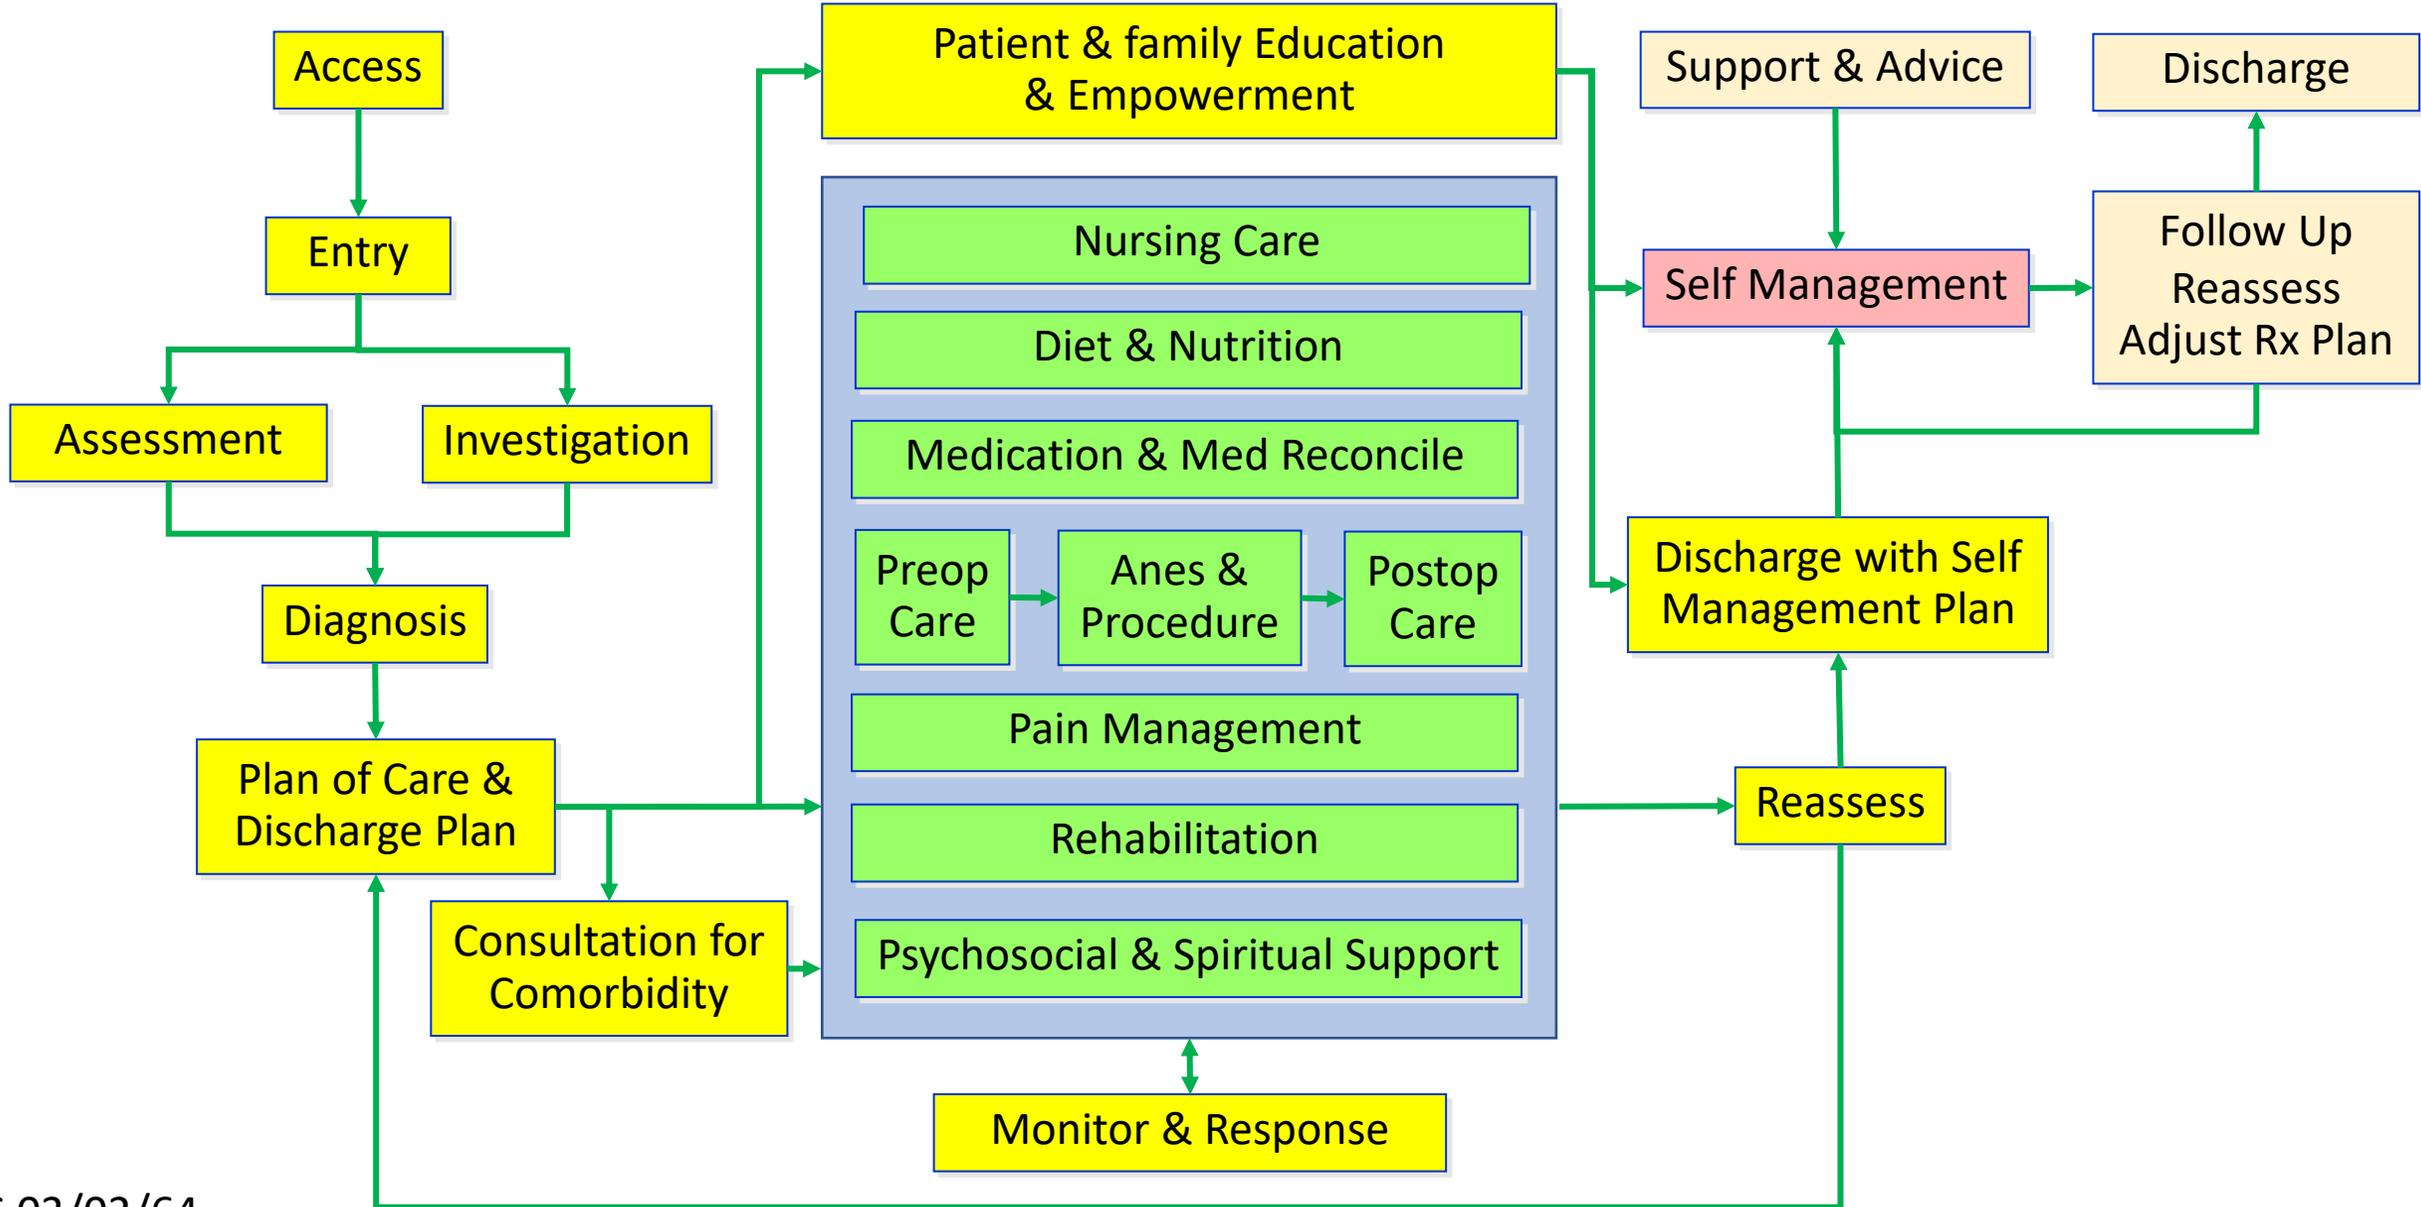 Access
Entry
Assessment
Investigation
Diagnosis
Plan of Care &
Discharge Plan
Consultation for
Comorbidity
Patient & family Education
& Empowerment
Nursing Care
Diet & Nutrition
Medication & Med Reconcile
Preop
Care
Anes &
Procedure
Postop
Care
Pain Management
Rehabilitation
Psychosocial & Spiritual Support
Monitor & Response
Support & Advice
Discharge
Self Management
Follow Up
Reassess
Adjust Rx Plan
Discharge with Self
Management Plan
Reassess